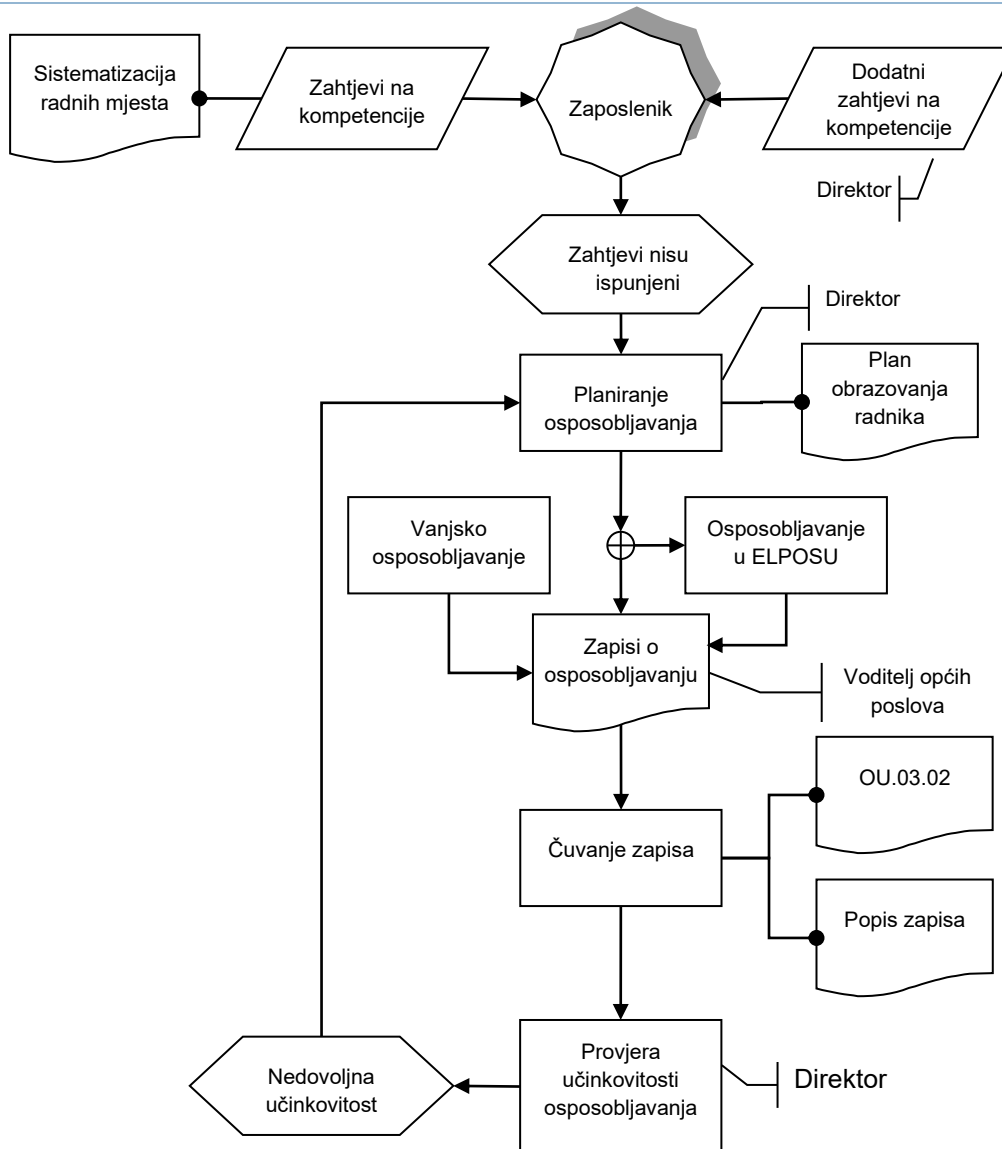 Sistematizacija
radnih mjesta
Zahtjevi na
kompetencije
Zaposlenik
Dodatni
zahtjevi na
kompetencije
Direktor
Zahtjevi nisu
ispunjeni
Direktor
Planiranje
osposobljavanja
Plan
obrazovanja
radnika
Vanjsko
osposobljavanje
Osposobljavanje
u ELPOSU
Zapisi o
osposobljavanju
Voditelj općih
poslova
OU.03.02
Čuvanje zapisa
Popis zapisa
Nedovoljna
učinkovitost
Provjera
učinkovitosti
osposobljavanja
Direktor